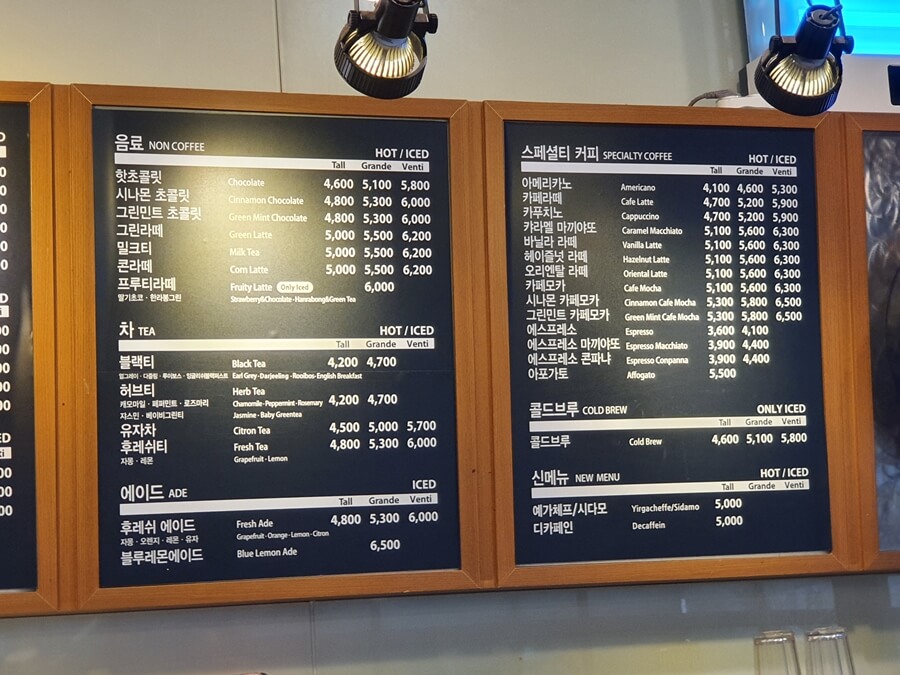 음료 NON COFFEE HOT / ICED
Tall Grande Venti
핫초콜릿 Chocolate 4,600 5,100 5,800
시나몬 초콜릿 Cinnamon Chocolate 4,800 5,300 6,000
그린민트 초콜릿 Green Mint Chocolate 4,800 5,300 6,000
그린라떼 Green Latte 5,000 5,500 6,200
밀크티 Milk Tea 5,000 5,500 6,200
콘라떼 Corn Latte 5,000 5,500 6,200
프루티라떼 Fruity Latte Only Iced 6,000
딸기초코 · 한라봉그린 Strawberry&Chocolate · Hanrabong&Green Tea
차 TEA HOT / ICED
Tall Grande Venti
블랙티 Black Tea 4,200 4,700
얼그레이 · 다즐링 · 루이보스 · 잉글리쉬블랙퍼스트 Earl Grey · Darjeeling · Rooibos · English Breakfast
허브티 Herb Tea
캐모마일 · 페퍼민트 · 로즈마리 Chamomile · Peppermint · Rosemary 4,200 4,700
자스민 · 베이비그린티 Jasmine · Baby Greentea
유자차 Citron Tea 4,500 5,000 5,700
후레쉬티 Fresh Tea 4,800 5,300 6,000
자몽 · 레몬 Grapefruit · Lemon
에이드 ADE ICED
Tall Grande Venti
후레쉬 에이드 Fresh Ade 4,800 5,300 6,000
자몽 · 오렌지 · 레몬 · 유자 Grapefruit · Orange · Lemon · Citron
블루레몬에이드 Blue Lemon Ade 6,500
스페셜티 커피 SPECIALTY COFFEE HOT / ICED
Tall Grande Venti
아메리카노 Americano 4,100 4,600 5,300
카페라떼 Cafe Latte 4,700 5,200 5,900
카푸치노 Cappuccino 4,700 5,200 5,900
캬라멜 마끼야또 Caramel Macchiato 5,100 5,600 6,300
바닐라 라떼 Vanilla Latte 5,100 5,600 6,300
헤이즐넛 라떼 Hazelnut Latte 5,100 5,600 6,300
오리엔탈 라떼 Oriental Latte 5,100 5,600 6,300
카페모카 Cafe Mocha 5,100 5,600 6,300
시나몬 카페모카 Cinnamon Cafe Mocha 5,300 5,800 6,500
그린민트 카페모카 Green Mint Cafe Mocha 5,300 5,800 6,500
에스프레소 Espresso 3,600 4,100
에스프레소 마끼야또 Espresso Macchiato 3,900 4,400
에스프레소 콘파냐 Espresso Conpanna 3,900 4,400
아포가토 Affogato 5,500
콜드브루 COLD BREW ONLY ICED
Tall Grande Venti
콜드브루 Cold Brew 4,600 5,100 5,800
신메뉴 NEW MENU HOT / ICED
Tall Grande Venti
예가체프/시다모 Yirgacheffe/Sidamo 5,000
디카페인 Decaffein 5,000